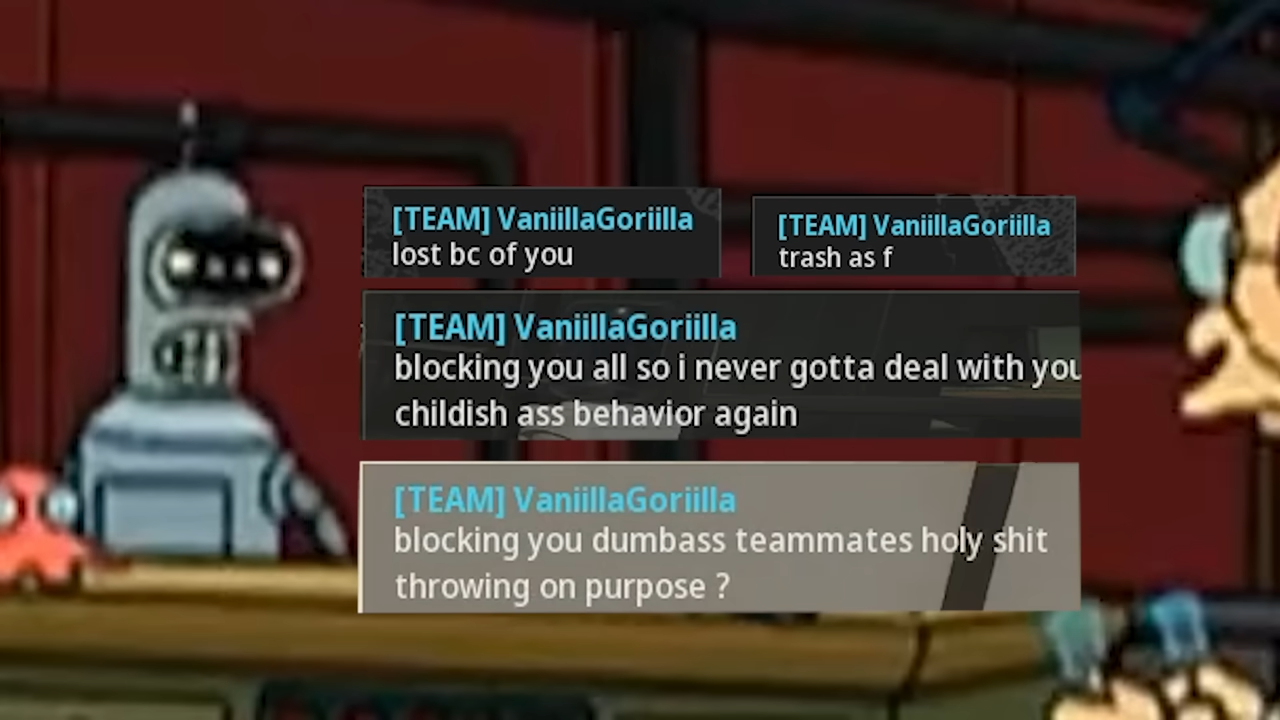 [TEAM] VaniillaGoriilla
lost bc of you
[TEAM] VaniillaGoriilla
trash as f
[TEAM] VaniillaGoriilla
blocking you all so i never gotta deal with you
childish ass behavior again
[TEAM] VaniillaGoriilla
blocking you dumbass teammates holy shit
throwing on purpose ?